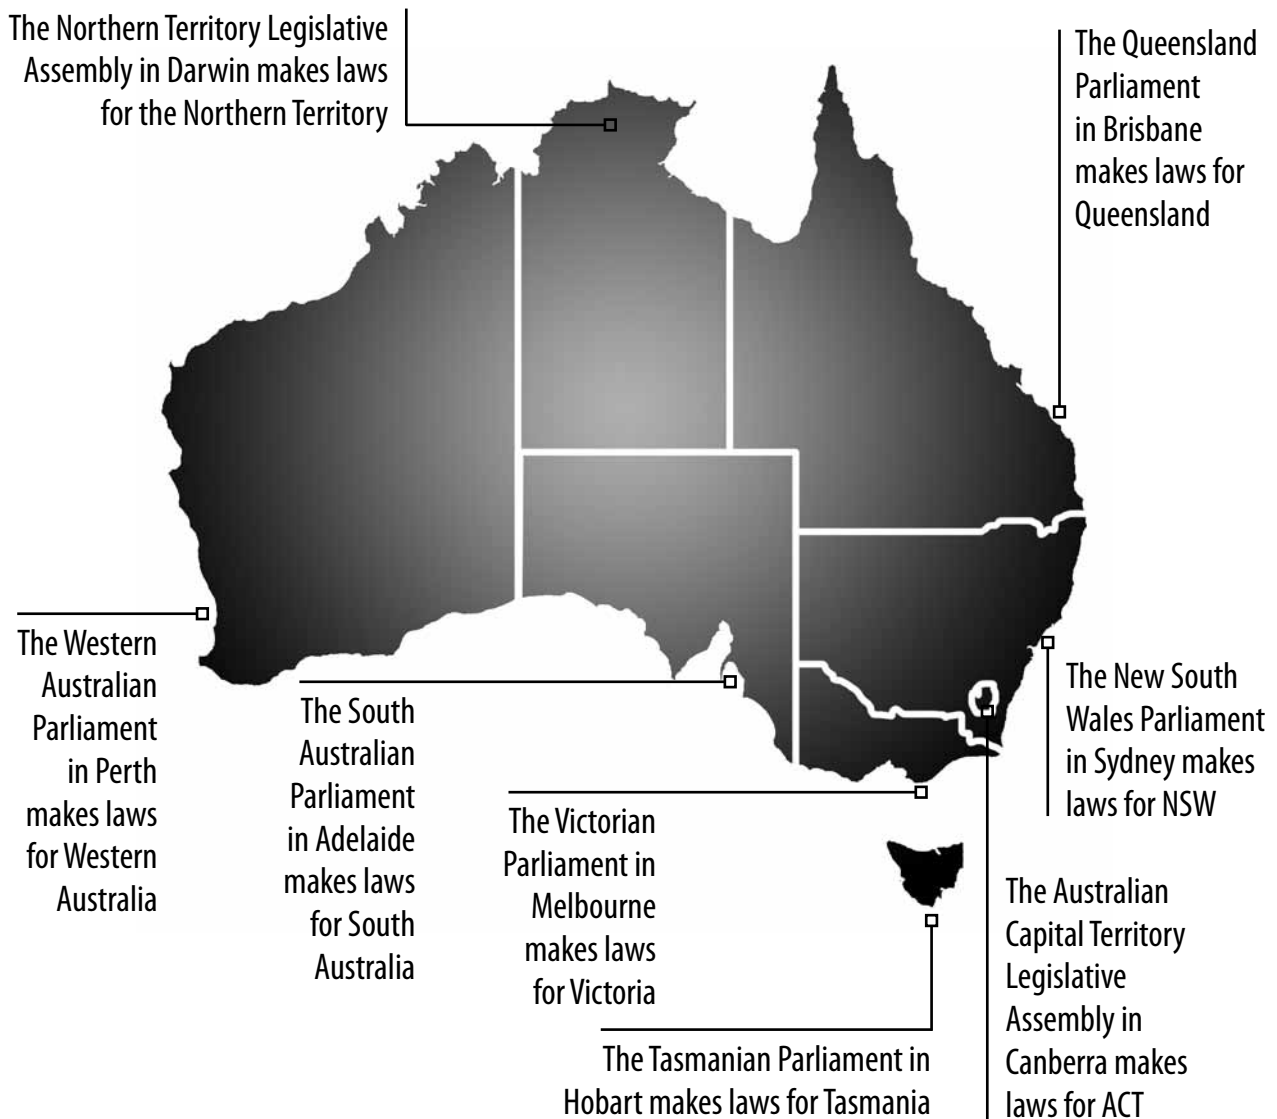 The Northern Territory Legislative
Assembly in Darwin makes laws
for the Northern Territory
The Queensland
Parliament
in Brisbane
makes laws for
Queensland
The Western
Australian
Parliament
in Perth
makes laws
for Western
Australia
The South
Australian
Parliament
in Adelaide
makes laws
for South
Australia
The Victorian
Parliament in
Melbourne
makes laws
for Victoria
The New South
Wales Parliament
in Sydney makes
laws for NSW
The Tasmanian Parliament in
Hobart makes laws for Tasmania
The Australian
Capital Territory
Legislative
Assembly in
Canberra makes
laws for ACT